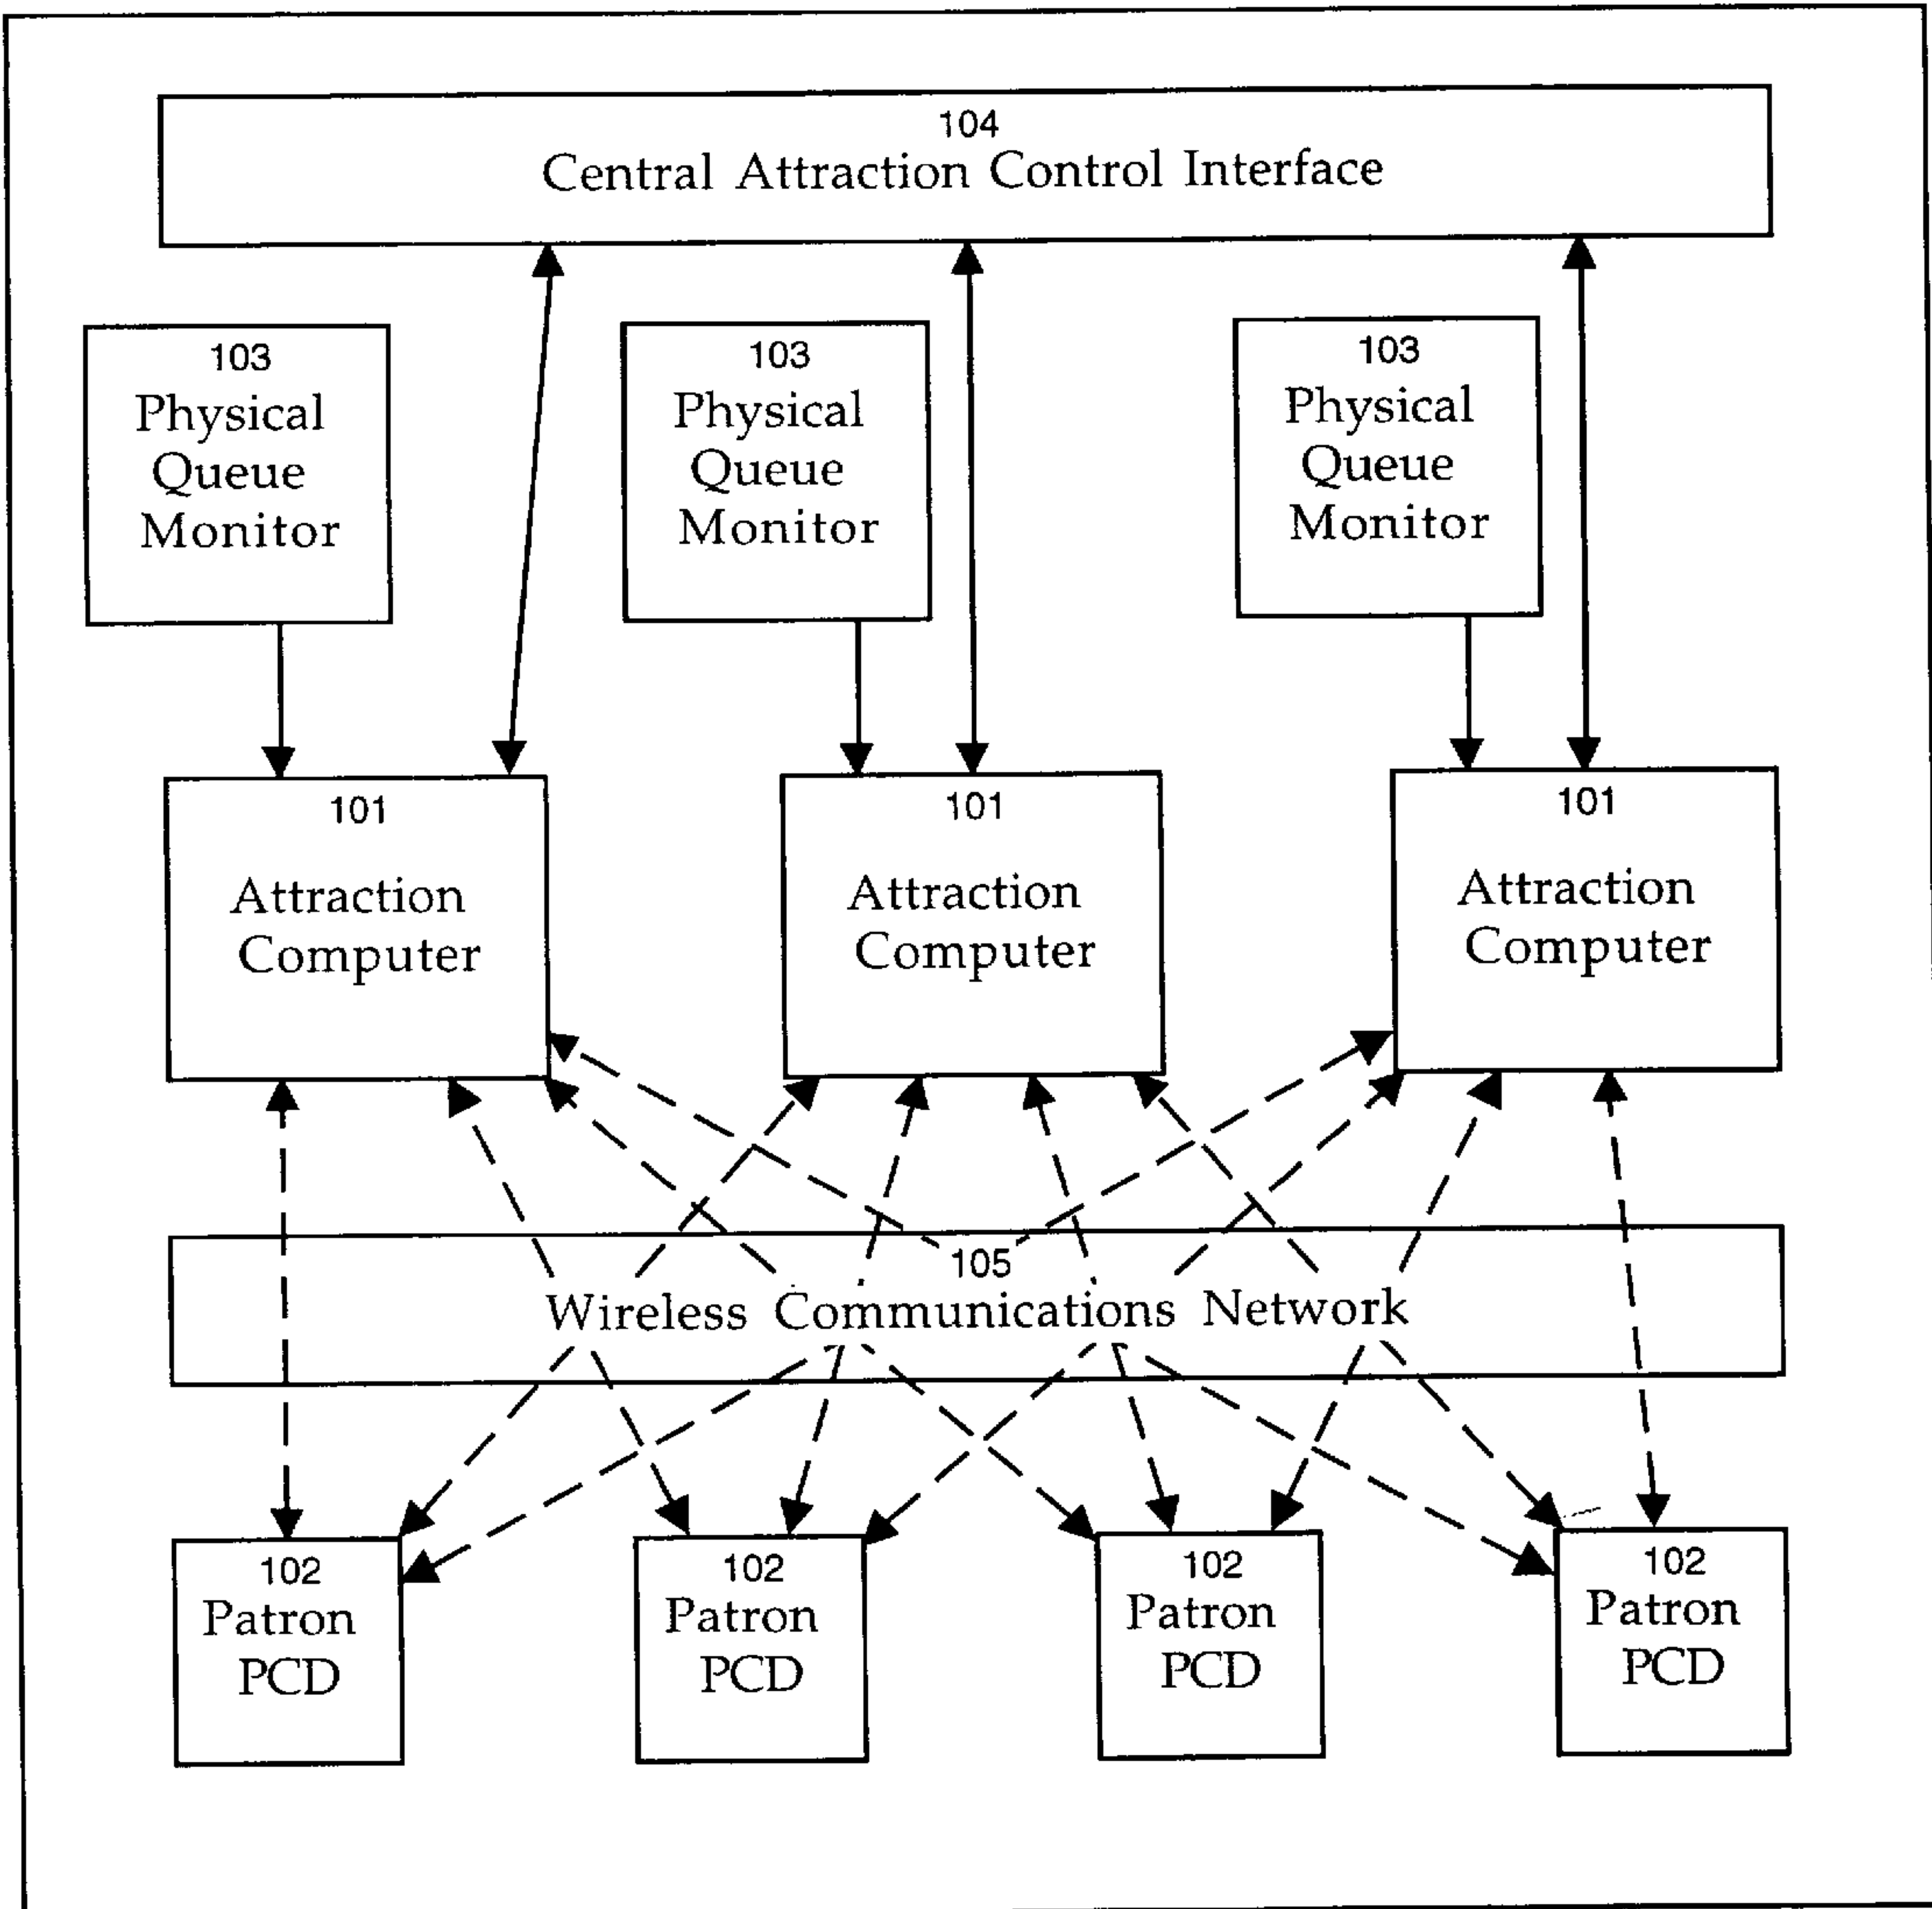 104
Central Attraction Control Interface
103
Physical
Queue
Monitor
103
Physical
Queue
Monitor
103
Physical
Queue
Monitor
101
Attraction
Computer
101
Attraction
Computer
101
Attraction
Computer
105
Wireless Communications Network
102
Patron
PCD
102
Patron
PCD
102
Patron
PCD
102
Patron
PCD